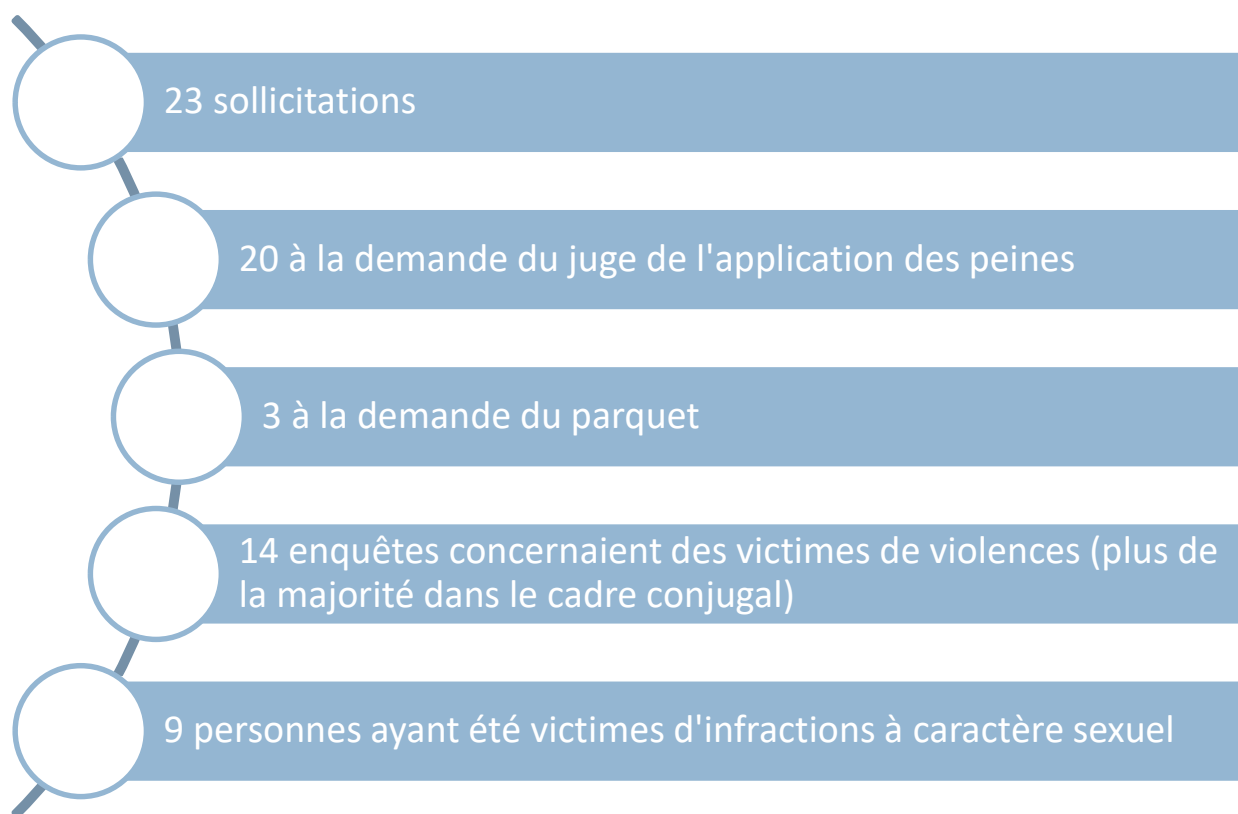 23 sollicitations
20 à la demande du juge de l'application des peines
3 à la demande du parquet
14 enquêtes concernaient des victimes de violences (plus de
la majorité dans le cadre conjugal)
9 personnes ayant été victimes d'infractions à caractère sexuel